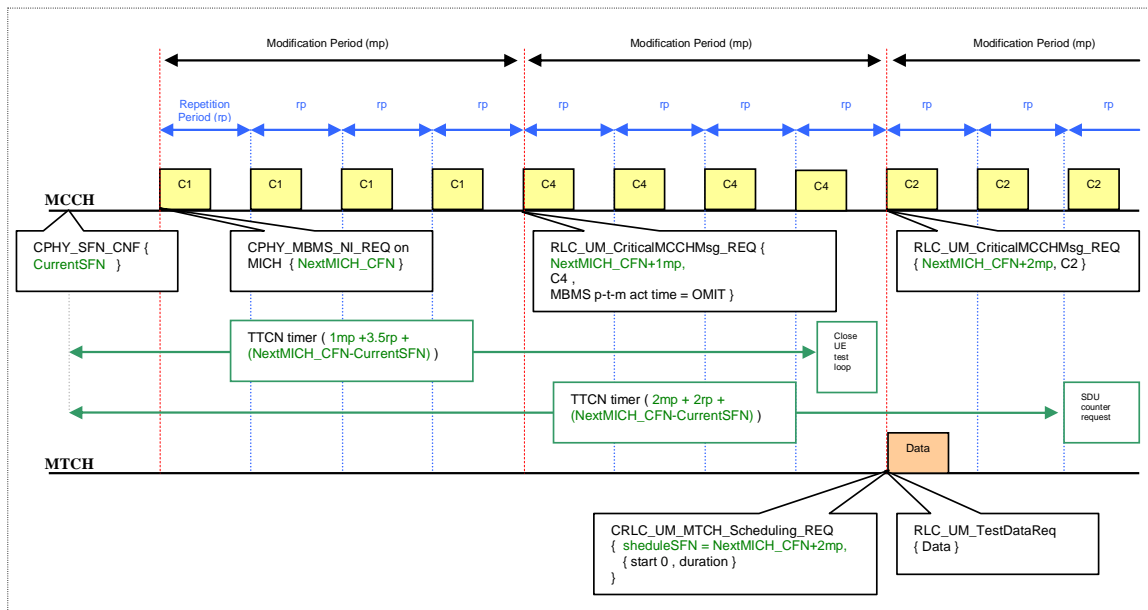 Modification Period (mp)
Modification Period (mp)
Modification Period (mp)
Repetition
Period (rp)
rp
rp
rp
rp
rp
rp
rp
rp
rp
rp
C1
C1
C1
C1
C4
C4
C4
C4
C2
C2
C2
MCCH
CPHY_SFN_CNF {
CurrentSFN }
CPHY_MBMS_NI_REQ on
MICH { NextMICH_CFN }
RLC_UM_CriticalMCCHMsg_REQ {
NextMICH_CFN+1mp,
C4 ,
MBMS p-t-m act time = OMIT }
RLC_UM_CriticalMCCHMsg_REQ
{ NextMICH_CFN+2mp, C2 }
TTCN timer ( 1mp +3.5rp +
(NextMICH_CFN-CurrentSFN) )
Close
UE
test
loop
TTCN timer ( 2mp + 2rp +
(NextMICH_CFN-CurrentSFN) )
SDU
counter
request
Data
MTCH
CRLC_UM_MTCH_Scheduling_REQ
{ sheduleSFN = NextMICH_CFN+2mp,
{ start 0 , duration }
}
RLC_UM_TestDataReq
{ Data }